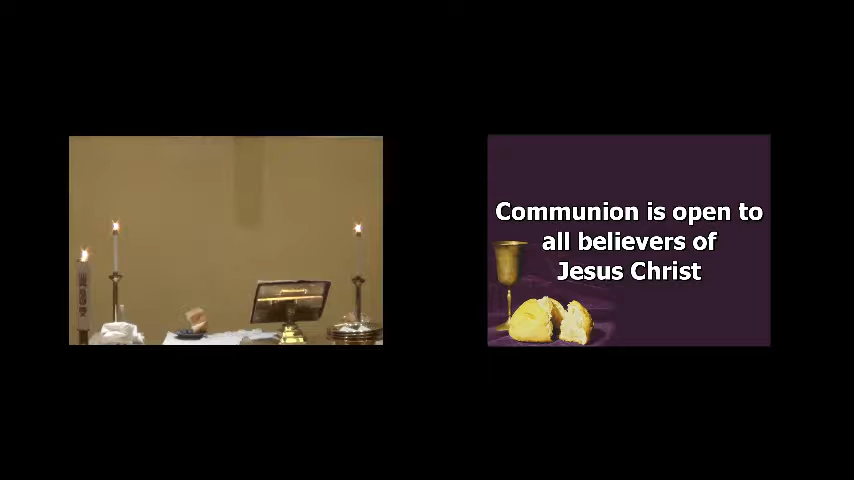 Communion is open to
all believers of
Jesus Christ